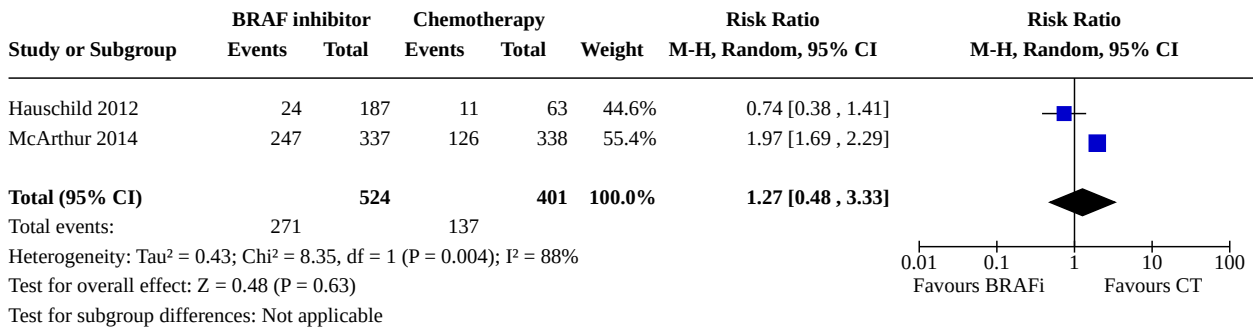 BRAF inhibitor Chemotherapy Risk Ratio Risk Ratio
Study or Subgroup Events Total Events Total Weight M-H, Random, 95% CI M-H, Random, 95% CI
Hauschild 2012 24 187 11 63 44.6% 0.74 [0.38 , 1.41]
McArthur 2014 247 337 126 338 55.4% 1.97 [1.69 , 2.29]
Total (95% CI) 524 401 100.0% 1.27 [0.48 , 3.33]
Total events: 271 137
Heterogeneity: Tau² = 0.43; Chi² = 8.35, df = 1 (P = 0.004); I² = 88%
0.01 0.1 1 10 100
Test for overall effect: Z = 0.48 (P = 0.63)
Favours BRAFi Favours CT
Test for subgroup differences: Not applicable